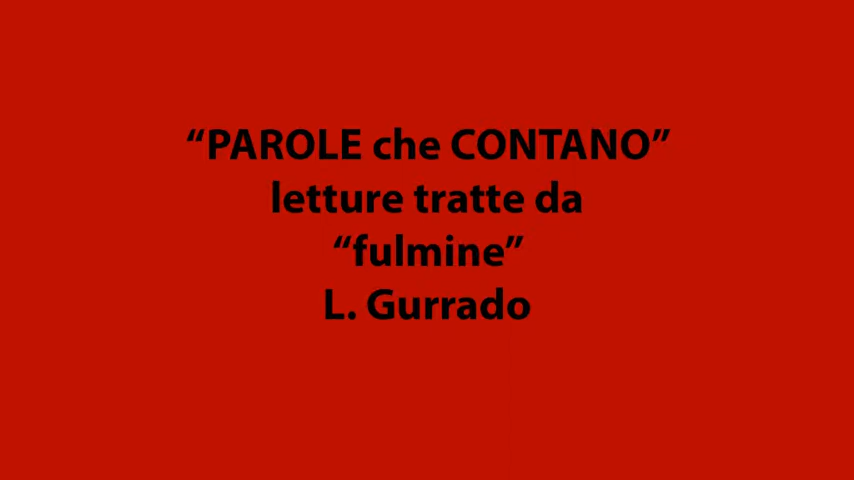 “PAROLE che CONTANO”
letture tratte da
“fulmine”
L. Gurrado